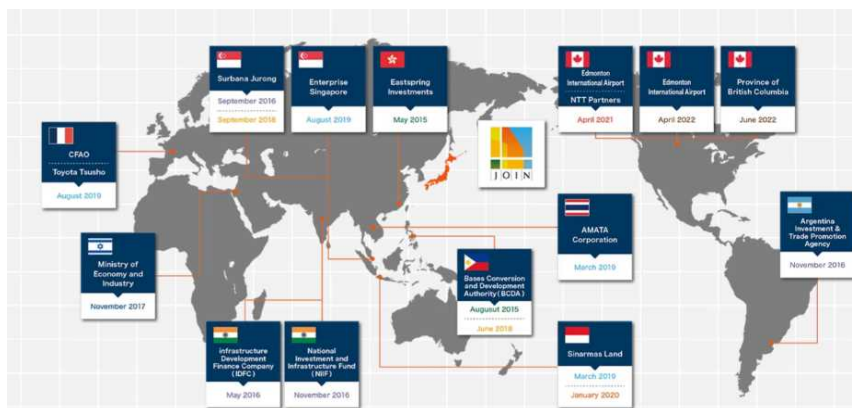 Surbana Jurong
September 2016
September 2018
Enterprise
Singapore
August 2019
Eastspring
Investments
May 2015
Edmonton
International Airport
NTT Partners
April 2021
Edmonton
International Airport
April 2022
Province of
British Columbia
June 2022
CFAO
Toyota Tsusho
August 2019
JOIN
Ministry of
Economy and
Industry
November 2017
AMATA
Corporation
March 2019
Argentina
Investment
& Trade Promotion
Agency
November 2016
Bases Conversion
and Development
Authority (BCDA)
Augusut 2015
June 2018
infrastructure
Development
Finance Company
(IDFC)
May 2016
National
Investment and
Infrastructure Fund
(NIIF)
November 2016
Sinarmas Land
March 2019
January 2020